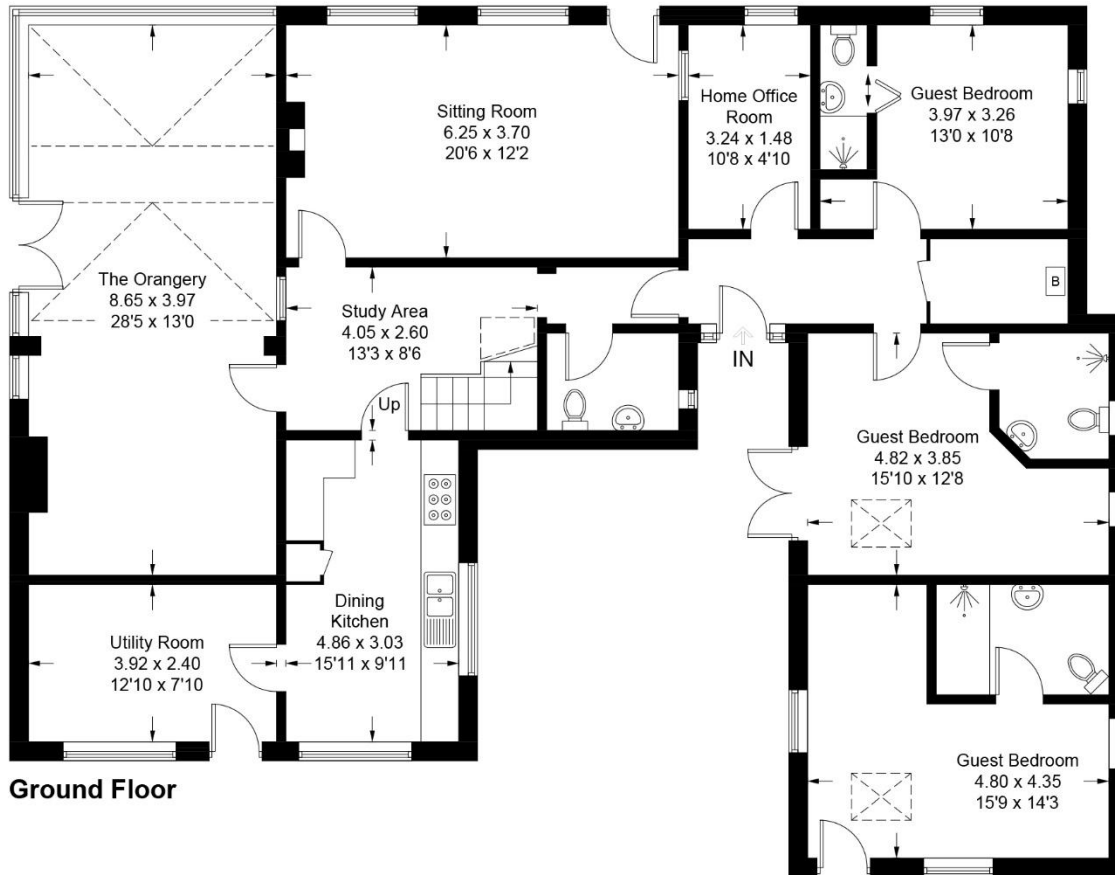 Sitting Room
6.25 x 3.70
20'6 x 12'2
Home Office
Room
3.24 x 1.48
10'8 x 4'10
Guest Bedroom
3.97 x 3.26
13'0 x 10'8
The Orangery
8.65 x 3.97
28'5 x 13'0
Study Area
4.05 x 2.60
13'3 x 8'6
B
IN
Up
Guest Bedroom
4.82 x 3.85
15'10 x 12'8
Utility Room
3.92 x 2.40
12'10 x 7'10
Dining
Kitchen
4.86 x 3.03
15'11 x 9'11
Guest Bedroom
4.80 x 4.35
15'9 x 14'3
Ground Floor